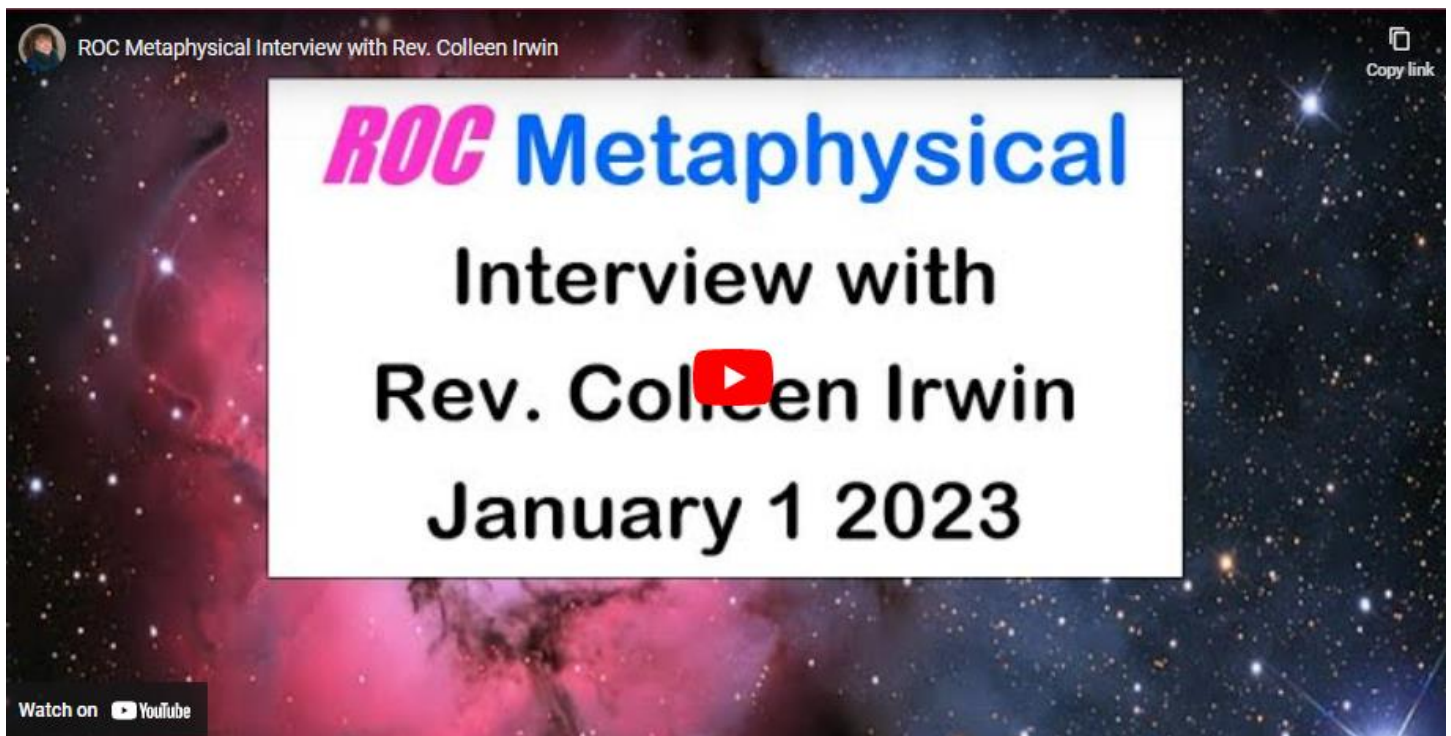 ROC Metaphysical Interview with Rev. Colleen Irwin
Copy link
ROC Metaphysical
Interview with
Rev. Colleen Irwin
January 1 2023
Watch on YouTube